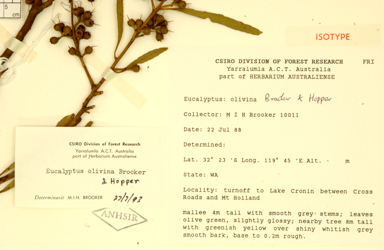 5
cm
ISOTYPE
CSIRO DIVISION OF FOREST RESEARCH FRI
Yarralumla A.C.T. Australia
part of HERBARIUM AUSTRALIENSE
Eucalyptus: olivina Brooker & Hopper
Collector: M I H Brooker 10011
Date: 22 Jul 88
Determined:
Lat. 32° 23 'S Long. 119° 45 'E Alt. m
State: WA
Locality: turnoff to Lake Cronin between Cross
Roads and Mt Holland
mallee 4m tall with smooth grey stems; leaves
olive green, slightly glossy; nearby tree 8m tall
with greenish yellow over shiny whitish grey
smooth bark, base to 0.2m rough.
CSIRO Division of Forest Research
Yarralumla A.C.T. Australia
part of Herbarium Australiense
Eucalyptus olivina Brooker
& Hopper
Determinavit M.I.H. BROOKER
ANHSIR